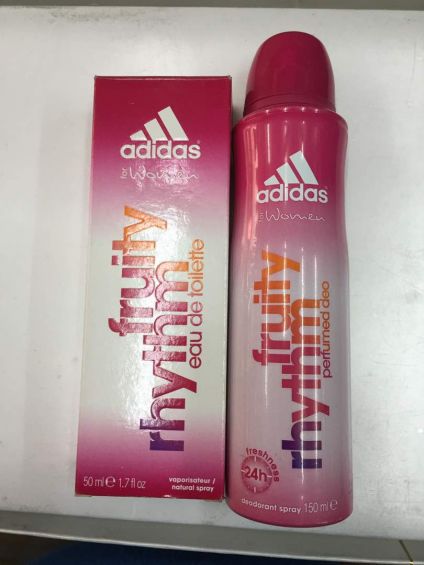 adidas
for Women
fruity
rhythm
eau de toilette
50 ml e 1.7 fl oz
vaporisateur /
natural spray
adidas
for Women
fruity
rhythm
perfumed deo
freshness
24h
deodorant spray 150 ml e